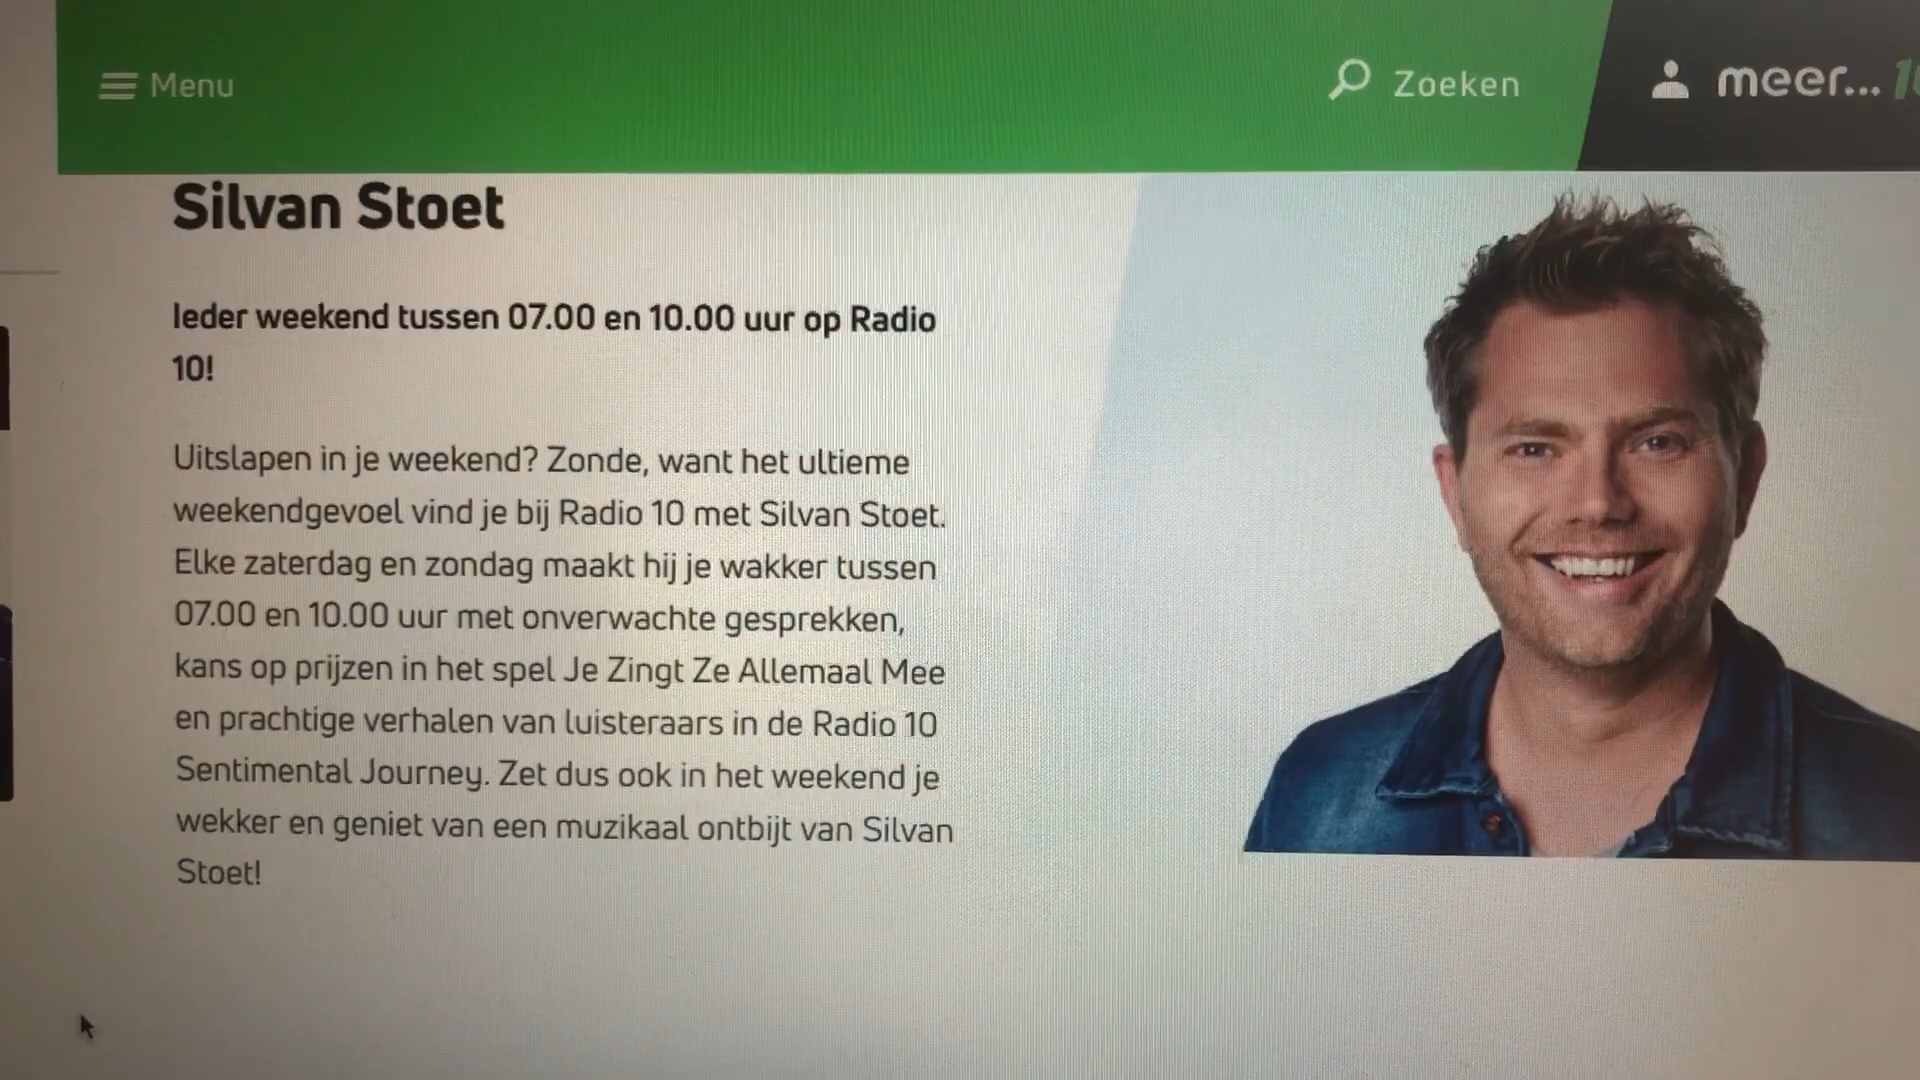 Menu
Zoeken
meer...
Silvan Stoet
Ieder weekend tussen 07.00 en 10.00 uur op Radio
10!
Uitslapen in je weekend? Zonde, want het ultieme
weekendgevoel vind je bij Radio 10 met Silvan Stoet.
Elke zaterdag en zondag maakt hij je wakker tussen
07.00 en 10.00 uur met onverwachte gesprekken,
kans op prijzen in het spel Je Zingt Ze Allemaal Mee
en prachtige verhalen van luisteraars in de Radio 10
Sentimental Journey. Zet dus ook in het weekend je
wekker en geniet van een muzikaal ontbijt van Silvan
Stoet!